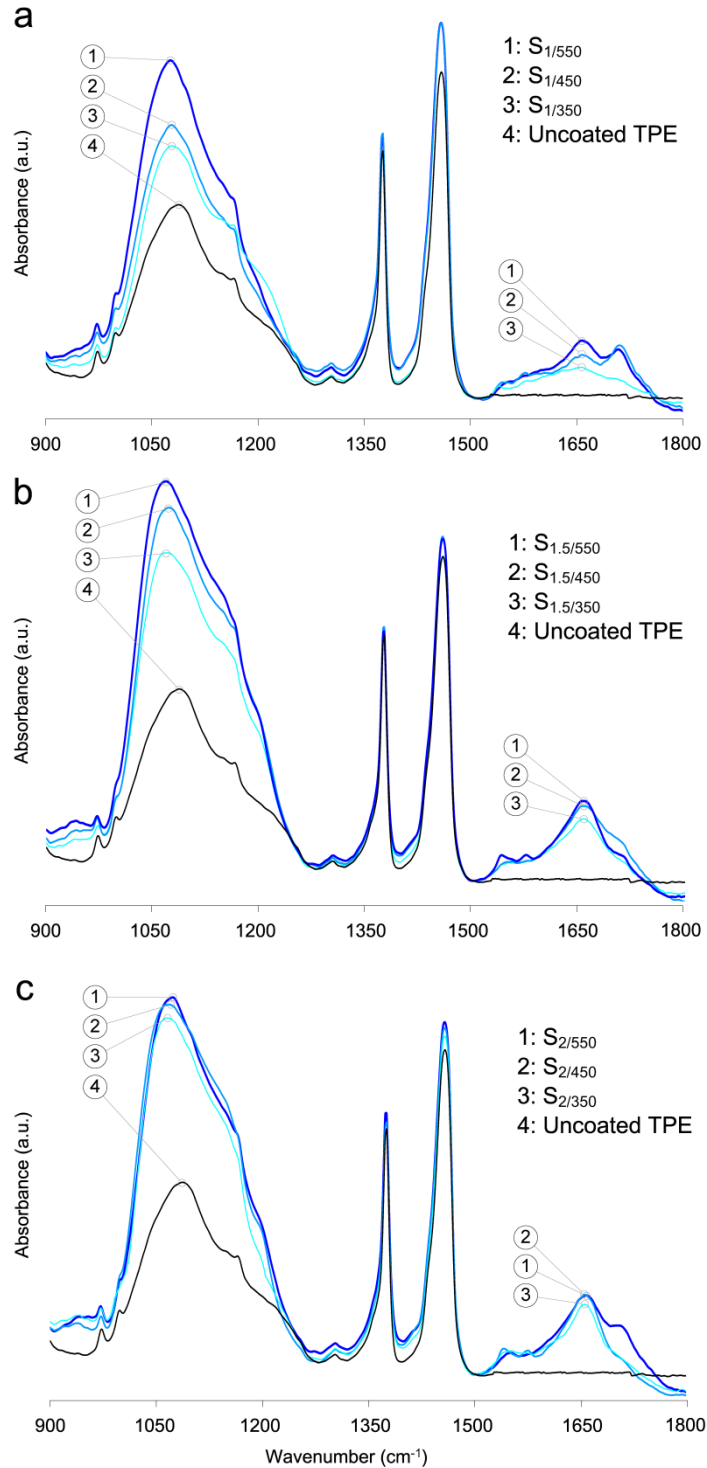 a
1
2
3
4
1: S1/550
2: S1/450
3: S1/350
4: Uncoated TPE
1
2
3
Absorbance (a.u.)
900 1050 1200 1350 1500 1650 1800
b
1
2
3
4
1: S1.5/550
2: S1.5/450
3: S1.5/350
4: Uncoated TPE
1
2
3
Absorbance (a.u.)
900 1050 1200 1350 1500 1650 1800
c
1
2
3
4
1: S2/550
2: S2/450
3: S2/350
4: Uncoated TPE
2
1
3
Absorbance (a.u.)
900 1050 1200 1350 1500 1650 1800
Wavenumber (cm⁻¹)